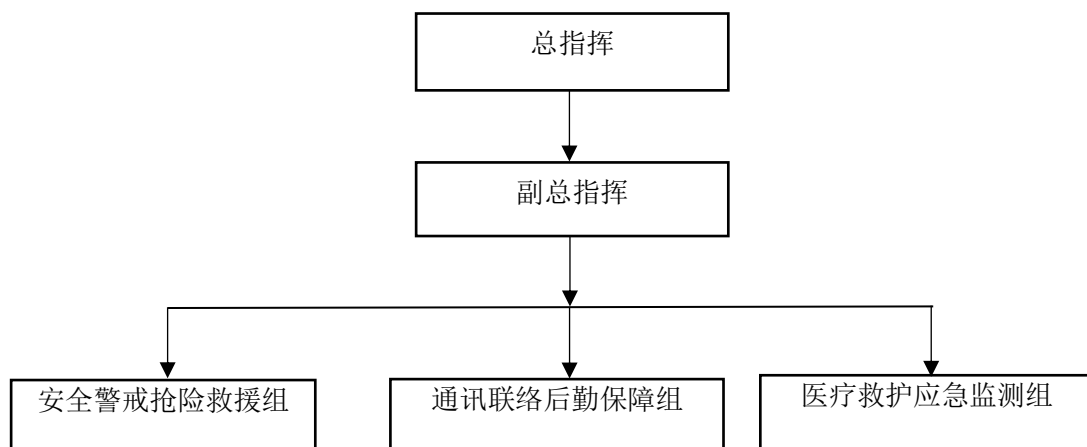 总指挥
副总指挥
安全警戒抢险救援组
通讯联络后勤保障组
医疗救护应急监测组